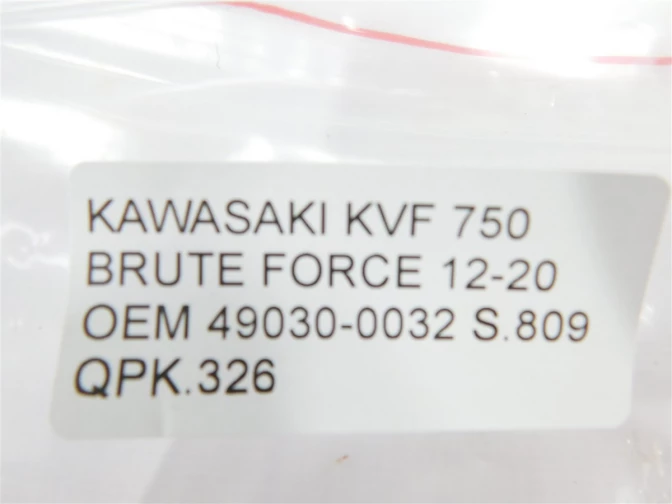 KAWASAKI KVF 750
BRUTE FORCE 12-20
OEM 49030-0032 S.809
QPK.326